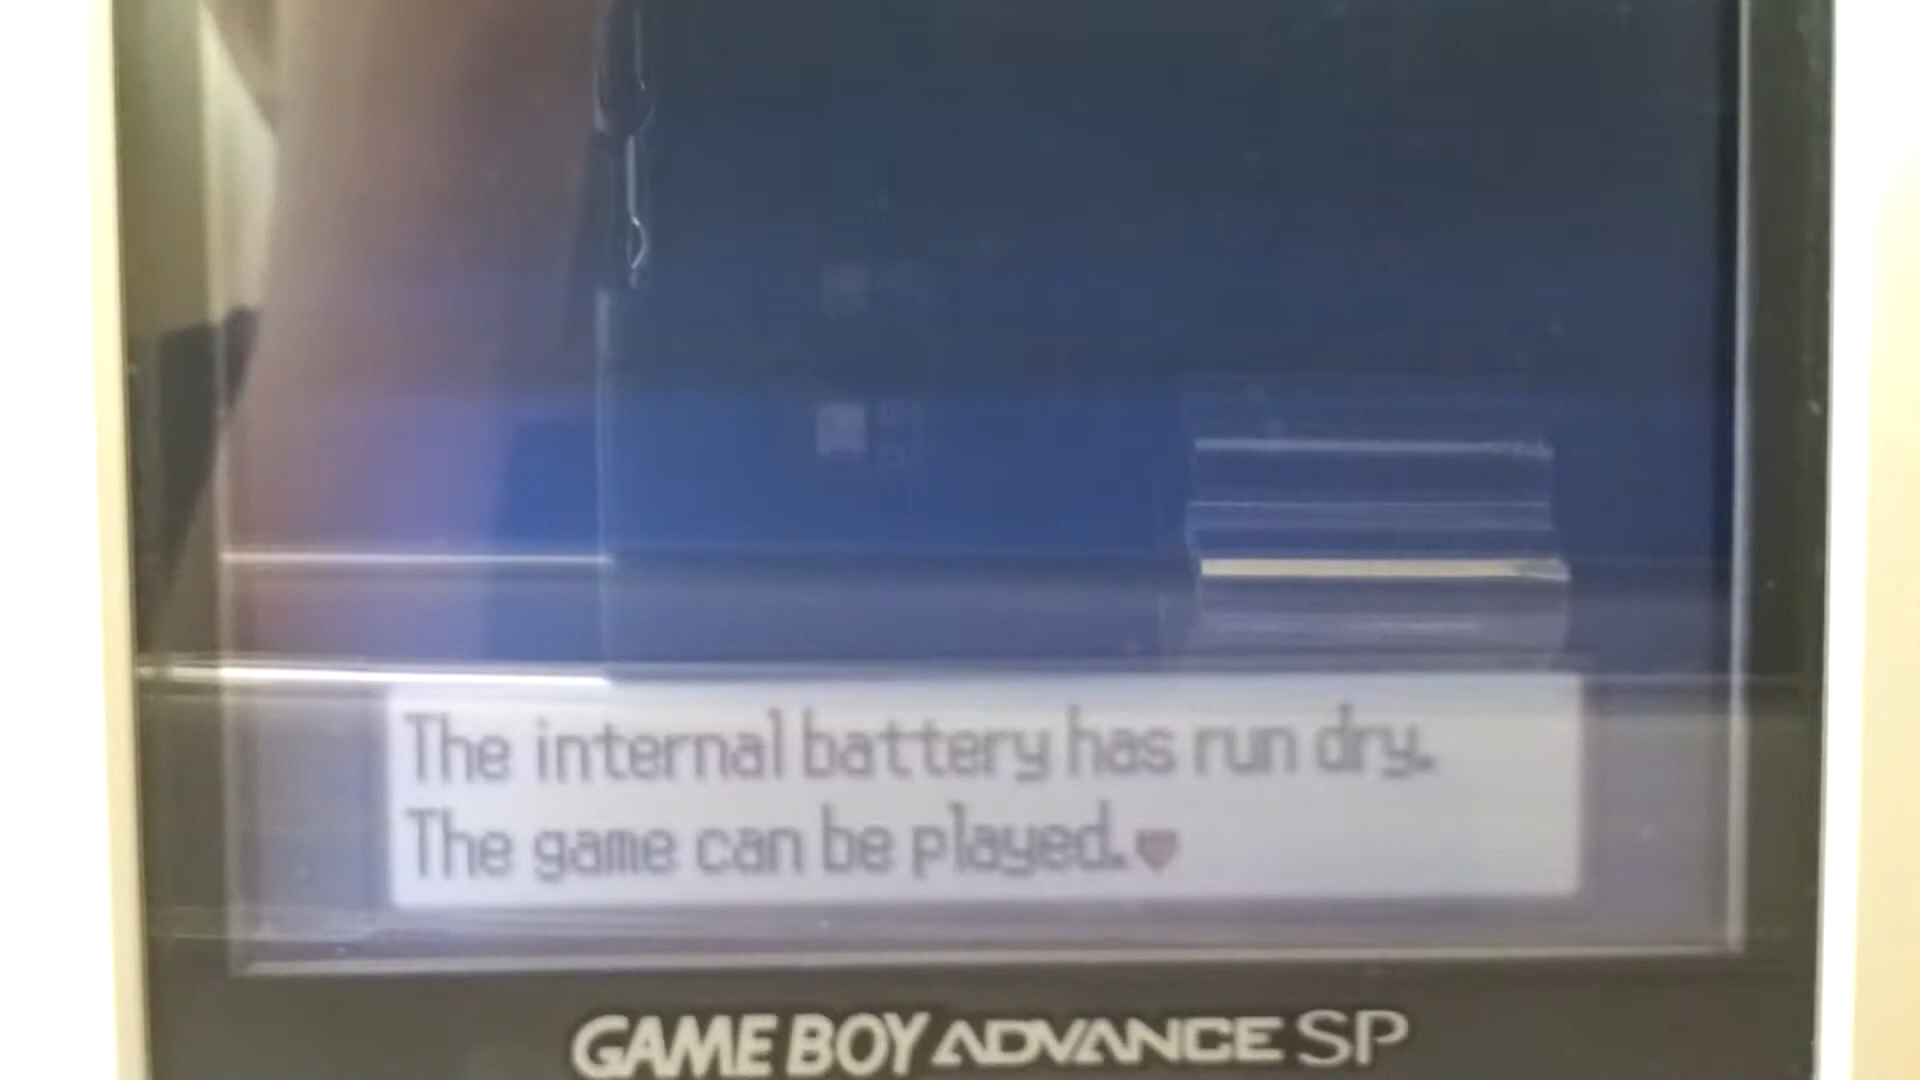 The internal battery has run dry.
The game can be played.
GAME BOY ADVANCE SP